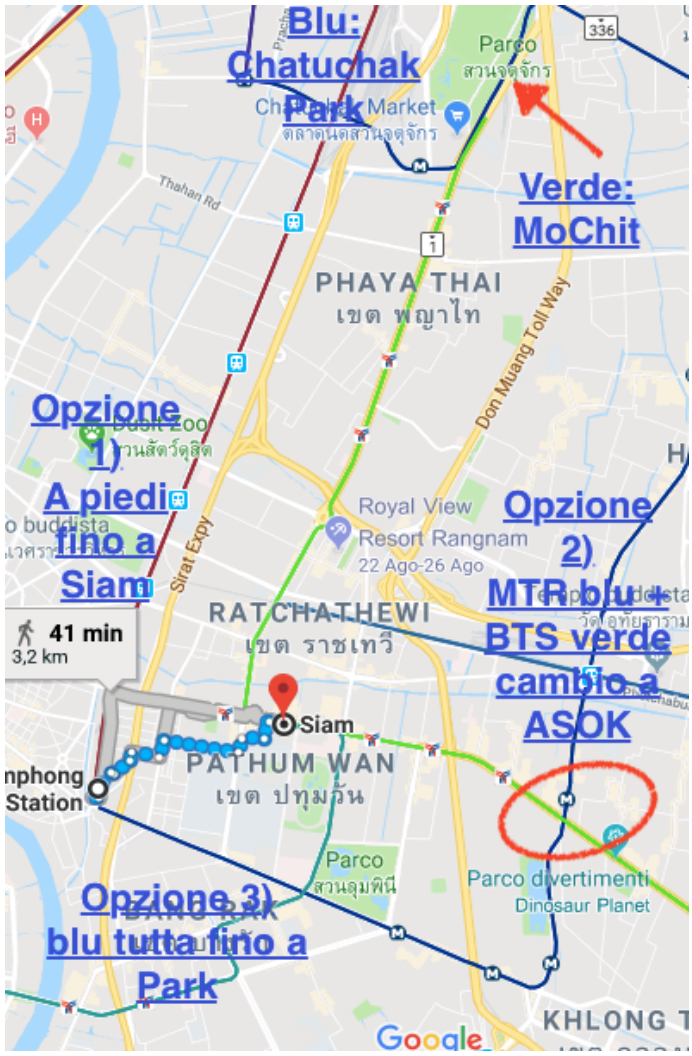 Blu:
Chatuchak
Park
336
Parco
สวนจตุจักร
Chatuchak Market
ตลาดนัดสวนจตุจักร
H
Thahan Rd
Verde:
MoChit
1
PHAYA THAI
เขต พญาไท
Don Muang Toll Way
Opzione
1)
A piedi
fino a
Siam
Dusit Zoo
สวนสัตว์ดุสิต
o buddista
Sirat Expy
Royal View
Resort Rangnam
22 Ago-26 Ago
H
Opzione
2)
MTR blu +
BTS verde
cambio a
ASOK
41 min
3,2 km
RATCHATHEWI
เขต ราชเทวี
Siam
PATHUM WAN
เขต ปทุมวัน
mphong
Station
M
Parco
สวนลุมพินี
Parco divertimenti
Dinosaur Planet
Opzione 3)
blu tutta fino a
Park
BANG RAK
M
M
M
KHLONG T
Google